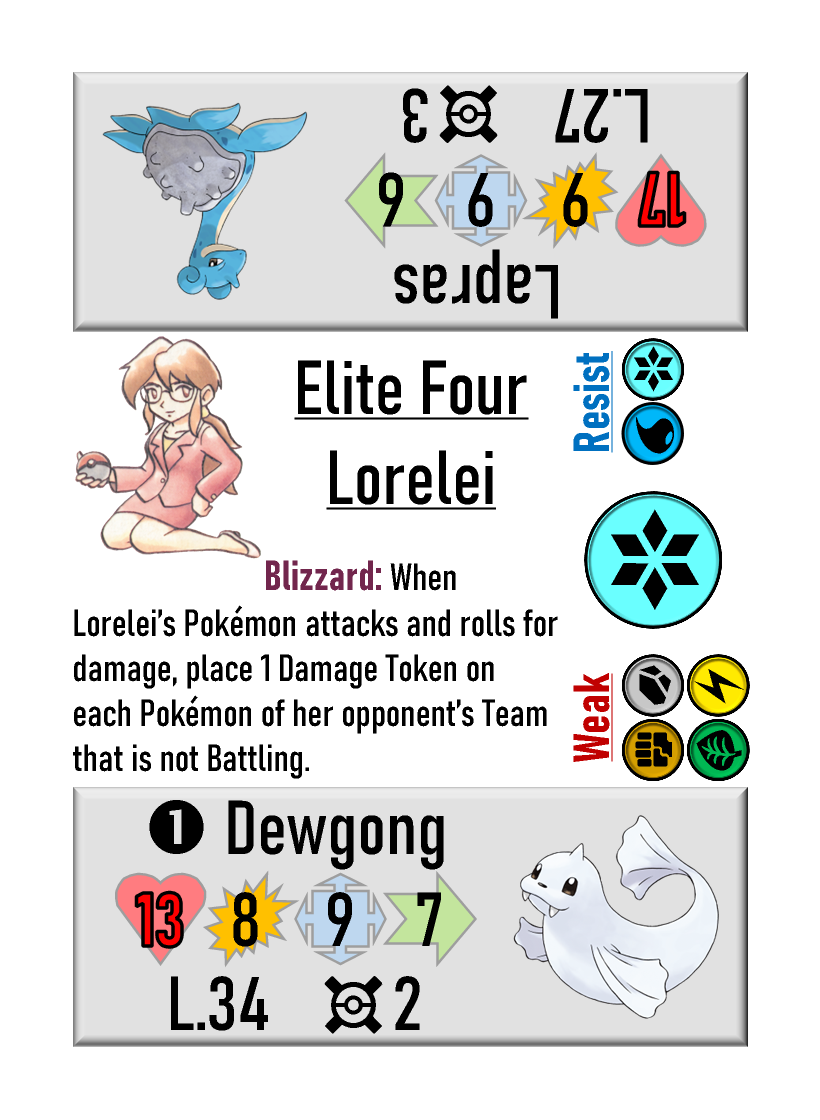 Lapras
17 9 9 6
L.27 3
Elite Four
Lorelei
Resist
Blizzard: When
Lorelei's Pokémon attacks and rolls for
damage, place 1 Damage Token on
each Pokémon of her opponent's Team
that is not Battling.
Weak
1 Dewgong
13 8 9 7
L.34 2